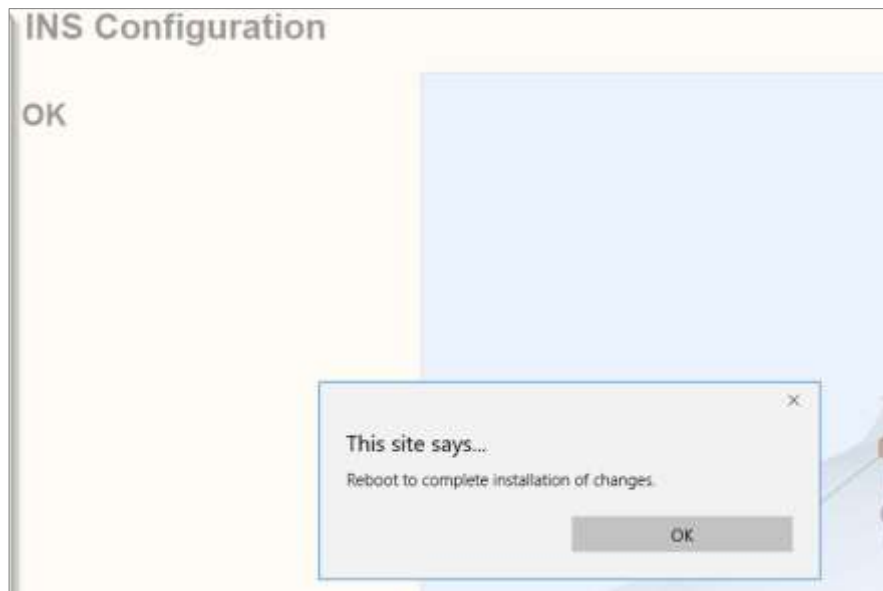 INS Configuration
OK
This site says...
Reboot to complete installation of changes.
OK